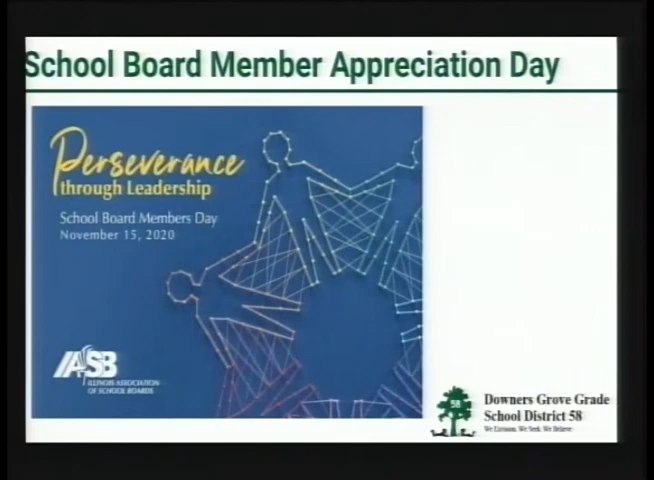 School Board Member Appreciation Day
Perseverance
through Leadership
School Board Members Day
November 15, 2020
IASB
ILLINOIS ASSOCIATION
OF SCHOOL BOARDS
58
Downers Grove Grade
School District 58
We Envision. We Seek. We Believe